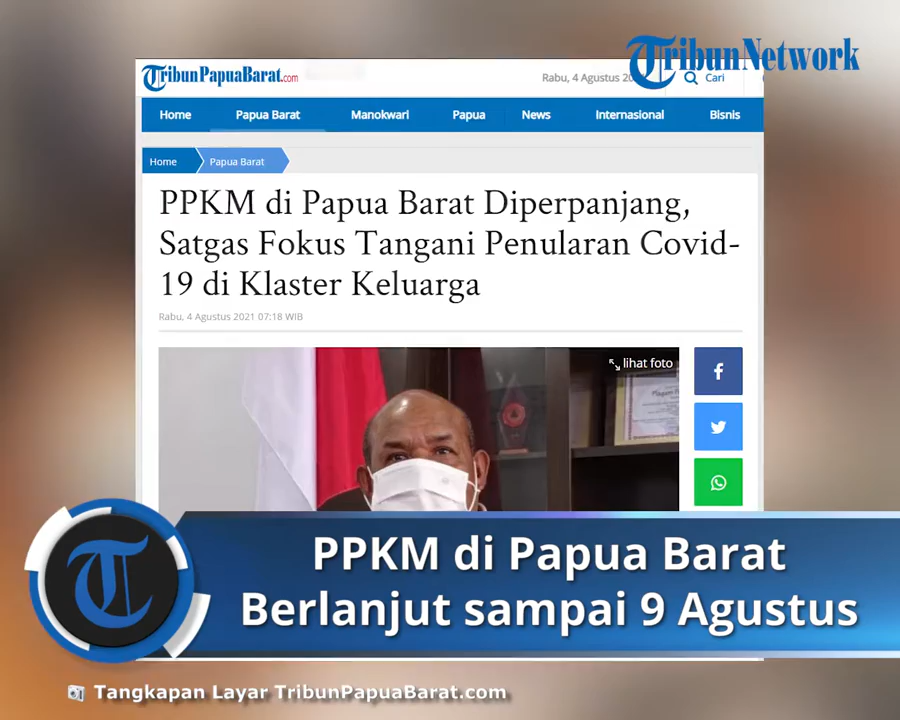 TribunNetwork
TribunPapuaBarat.com
Rabu, 4 Agustus 20
Cari
Home Papua Barat Manokwari Papua News Internasional Bisnis
Home Papua Barat
PPKM di Papua Barat Diperpanjang,
Satgas Fokus Tangani Penularan Covid-
19 di Klaster Keluarga
Rabu, 4 Agustus 2021 07:18 WIB
lihat foto
PPKM di Papua Barat
Berlanjut sampai 9 Agustus
Tangkapan Layar TribunPapuaBarat.com